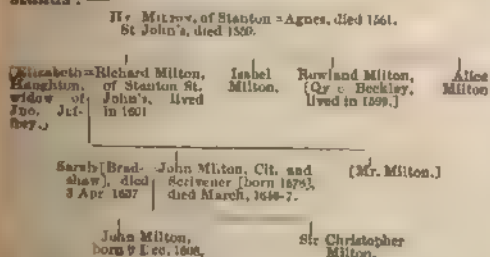 Hy Milton, of Stanton = Agnes, died 1561.
St John's, died 1559.
[Elizabeth = Richard Milton, Isabel Rowland Milton, Alice
Haughton, of Stanton St. Milton. [Qy o Beckley, Milton
widow of John's, lived lived in 1599.]
Jno. Jef- in 1601
frey.]
Sarah [Brad- John Milton, Cit. and [Mr. Milton.]
shaw], died Scrivener [born
3 Apr 1637 died March, 1646-7.
John Milton, Sir Christopher
born 9 Dec. 1608, Milton.